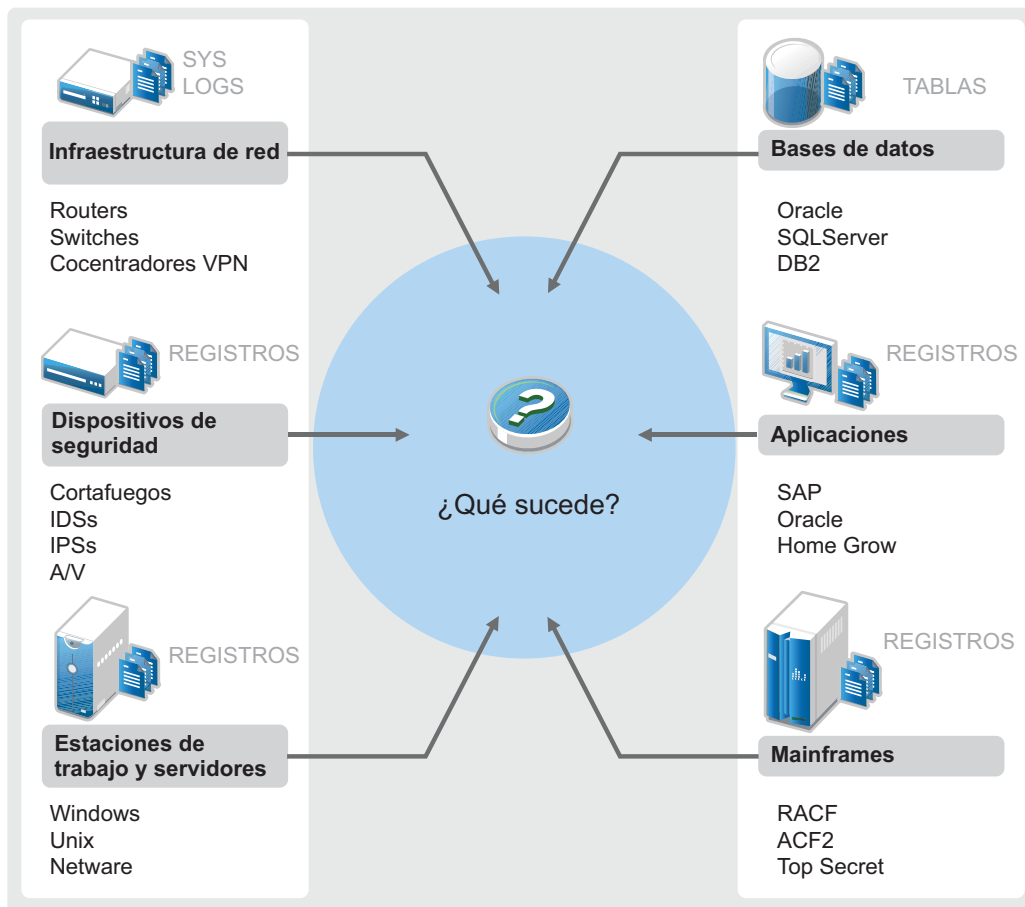 SYS
LOGS
Infraestructura de red
Routers
Switches
Cocentradores VPN
REGISTROS
Dispositivos de
seguridad
Cortafuegos
IDSs
IPSs
A/V
REGISTROS
Estaciones de
trabajo y servidores
Windows
Unix
Netware
?
¿Qué sucede?
TABLAS
Bases de datos
Oracle
SQLServer
DB2
REGISTROS
Aplicaciones
SAP
Oracle
Home Grow
REGISTROS
Mainframes
RACF
ACF2
Top Secret